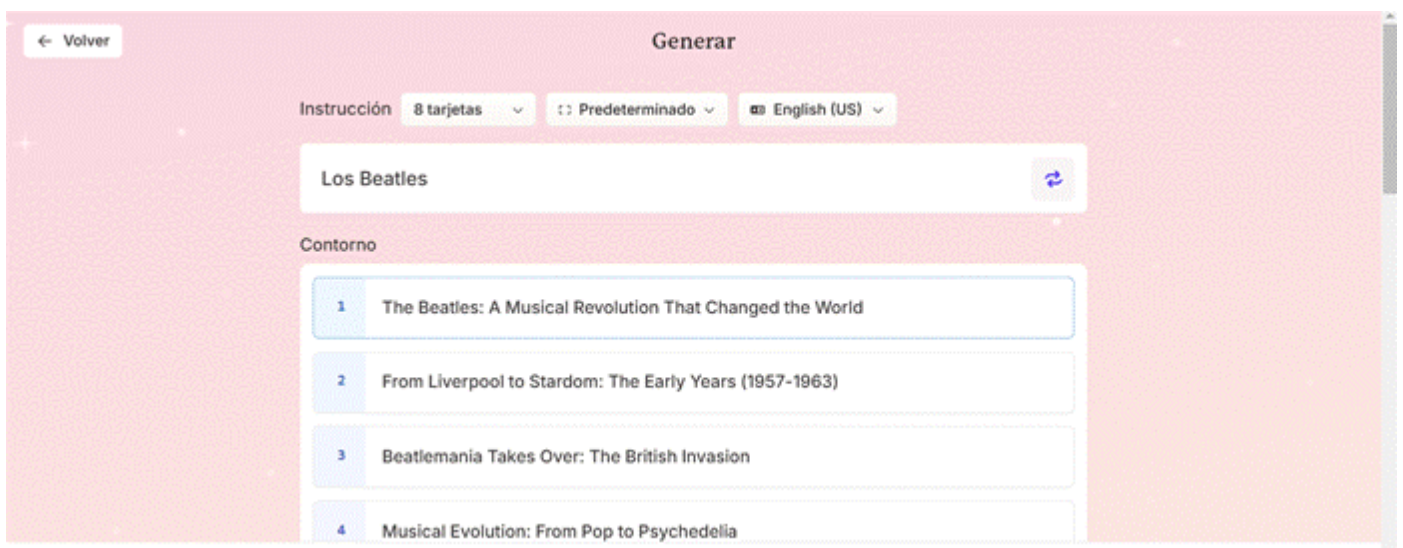 ← Volver
Generar
Instrucción 8 tarjetas Predeterminado English (US)
Los Beatles
Contorno
1 The Beatles: A Musical Revolution That Changed the World
2 From Liverpool to Stardom: The Early Years (1957-1963)
3 Beatlemania Takes Over: The British Invasion
4 Musical Evolution: From Pop to Psychedelia